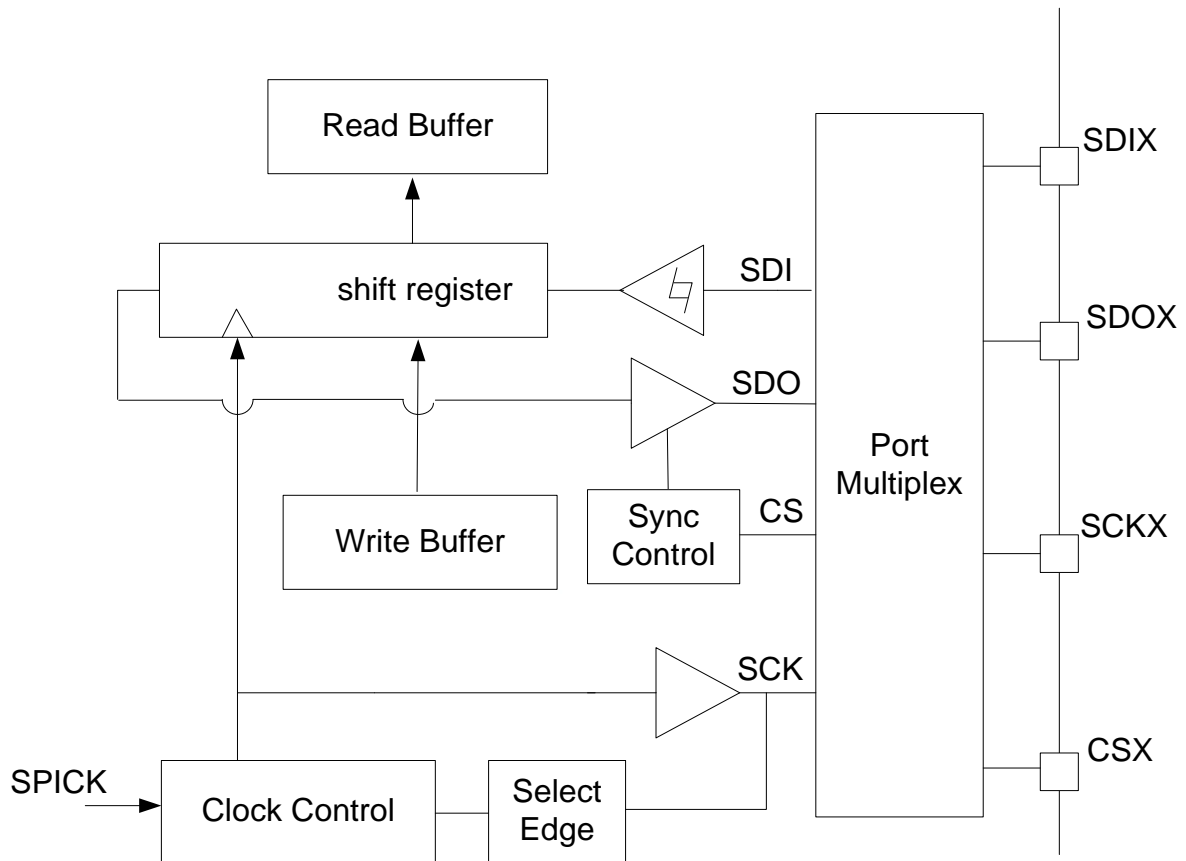 Read Buffer
SDIX
shift register
SDI
SDOX
SDO
Port
Multiplex
Write Buffer
Sync
Control
CS
SCKX
SCK
CSX
SPICK
Clock Control
Select
Edge